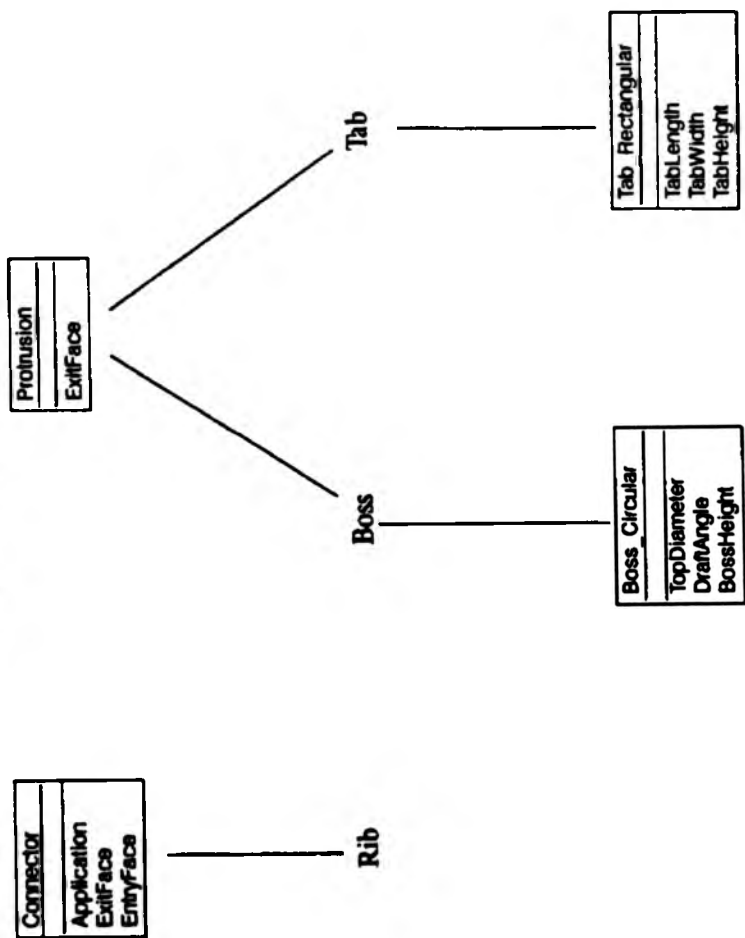 Connector
Application
ExitFace
EntryFace
Rib
Protrusion
ExitFace
Boss
Tab
Boss_Circular
TopDiameter
DraftAngle
BossHeight
Tab_Rectangular
TabLength
TabWidth
TabHeight